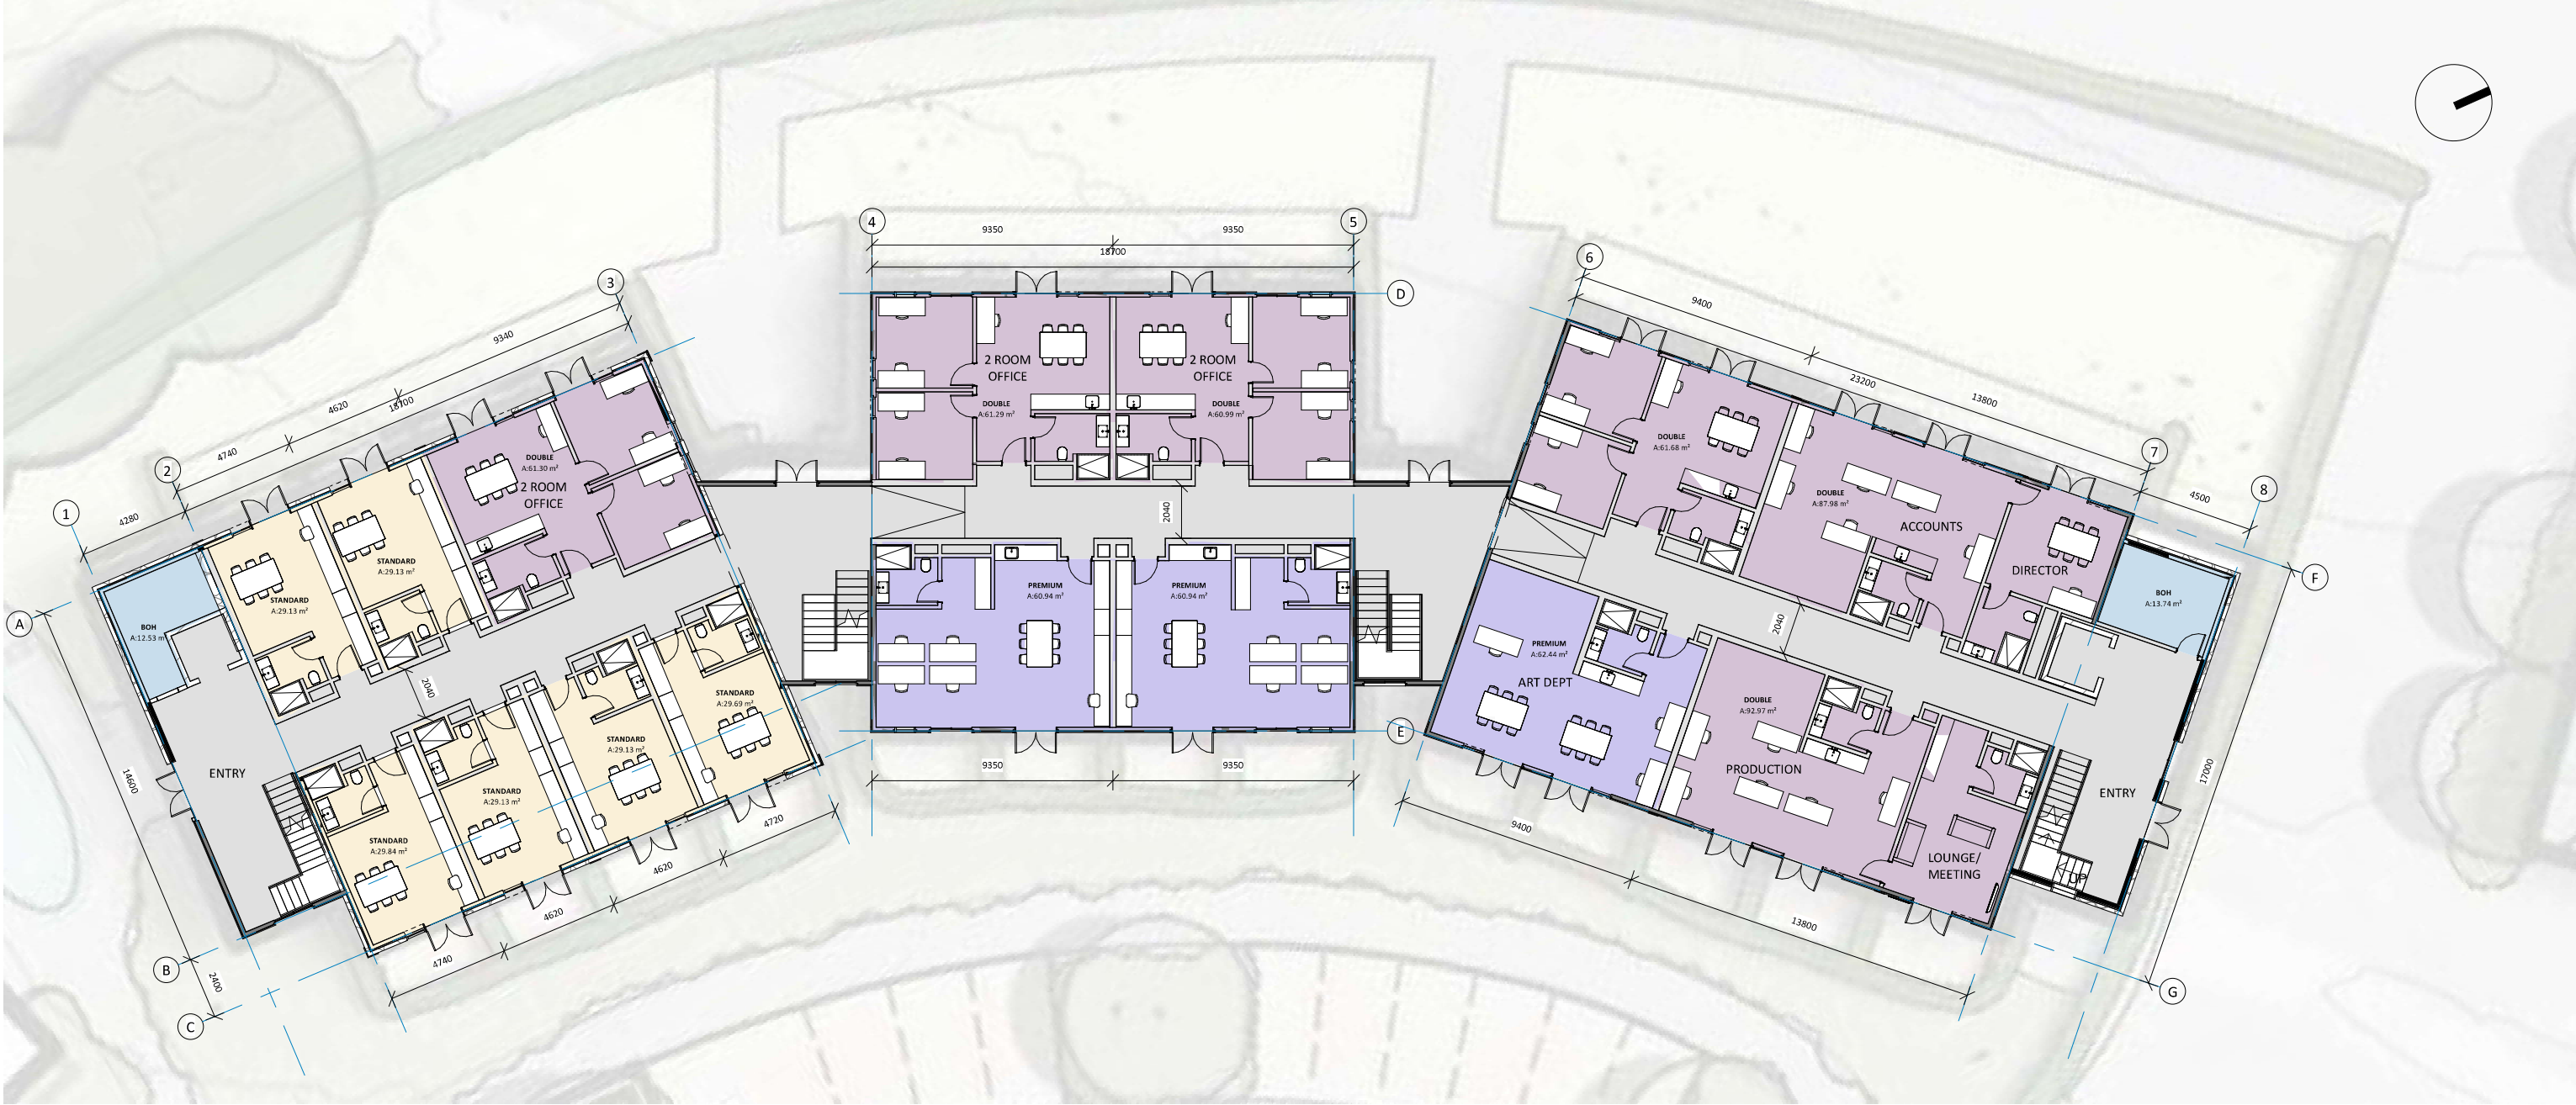 4
5
9350
9350
18700
D
3
9340
4620
18700
4740
2
1
4280
A
14600
B
2400
C
BOH
A:12.53 m
ENTRY
STANDARD
A:29.13 m²
STANDARD
A:29.13 m²
DOUBLE
A:61.30 m²
2 ROOM
OFFICE
2040
STANDARD
A:29.84 m²
STANDARD
A:29.13 m²
STANDARD
A:29.13 m²
STANDARD
A:29.69 m²
4740
4620
4620
4720
2 ROOM
OFFICE
DOUBLE
A:61.29 m²
2 ROOM
OFFICE
DOUBLE
A:60.99 m²
2040
PREMIUM
A:60.94 m²
PREMIUM
A:60.94 m²
9350
9350
E
6
9400
23200
13800
7
4500
8
F
DOUBLE
A:61.68 m²
DOUBLE
A:87.98 m²
ACCOUNTS
DIRECTOR
BOH
A:13.74 m²
2040
PREMIUM
A:62.44 m²
ART DEPT
DOUBLE
A:92.97 m²
PRODUCTION
LOUNGE/
MEETING
ENTRY
UP
17000
9400
13800
G